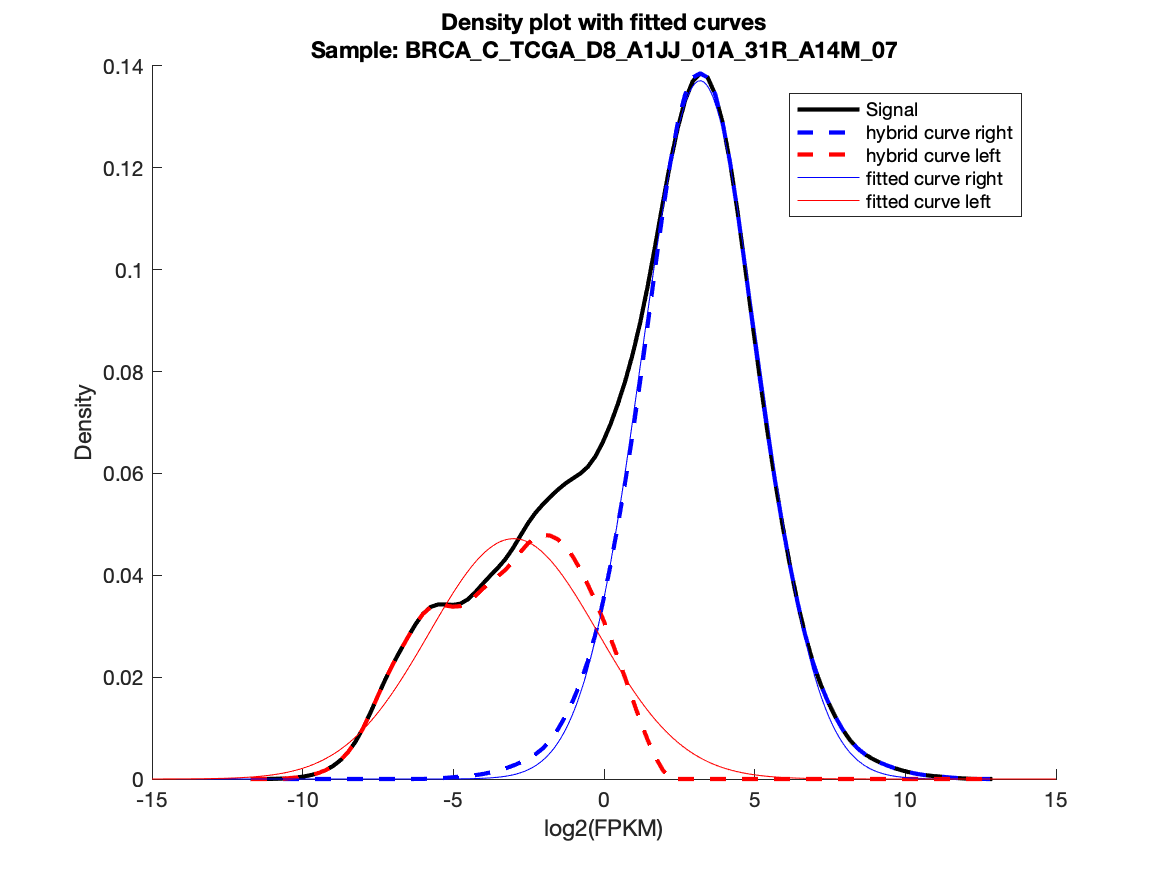 Density plot with fitted curves
Sample: BRCA_C_TCGA_D8_A1JJ_01A_31R_A14M_07
0.14
0.12
0.1
0.08
0.06
0.04
0.02
0
Density
Signal
hybrid curve right
hybrid curve left
fitted curve right
fitted curve left
-15
-10
-5
0
5
10
15
log2(FPKM)